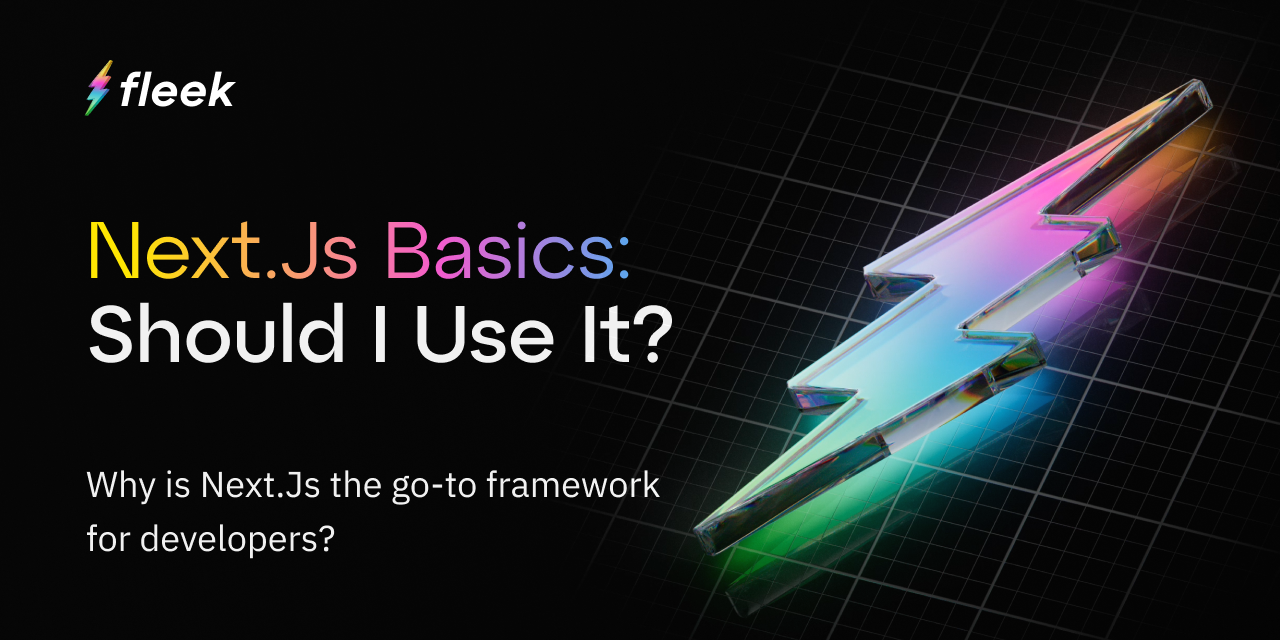 fleek
Next.Js Basics:
Should I Use It?
Why is Next.Js the go-to framework
for developers?